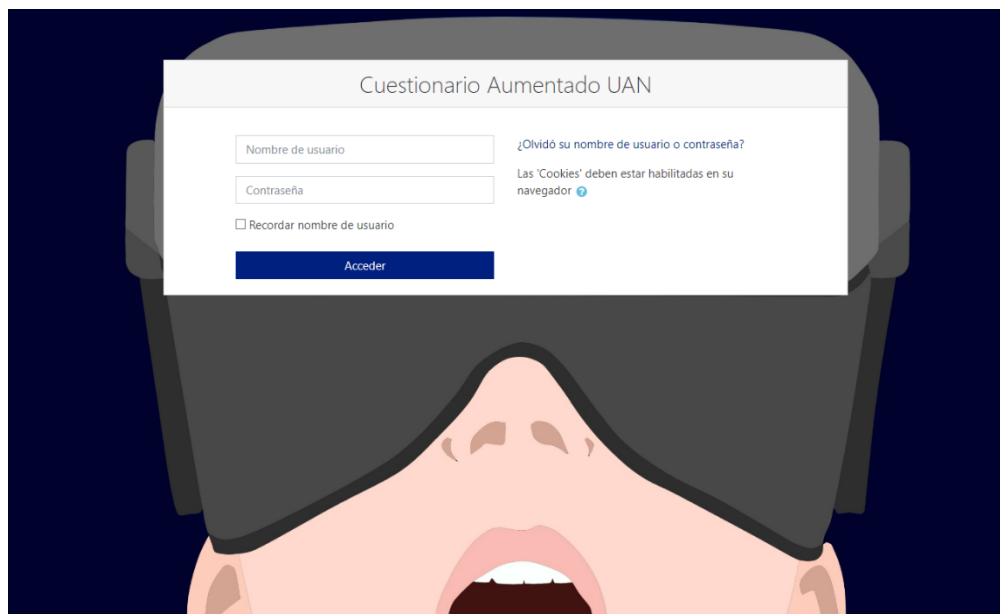 Cuestionario Aumentado UAN
Nombre de usuario
Contraseña
Recordar nombre de usuario
Acceder
¿Olvidó su nombre de usuario o contraseña?
Las 'Cookies' deben estar habilitadas en su
navegador